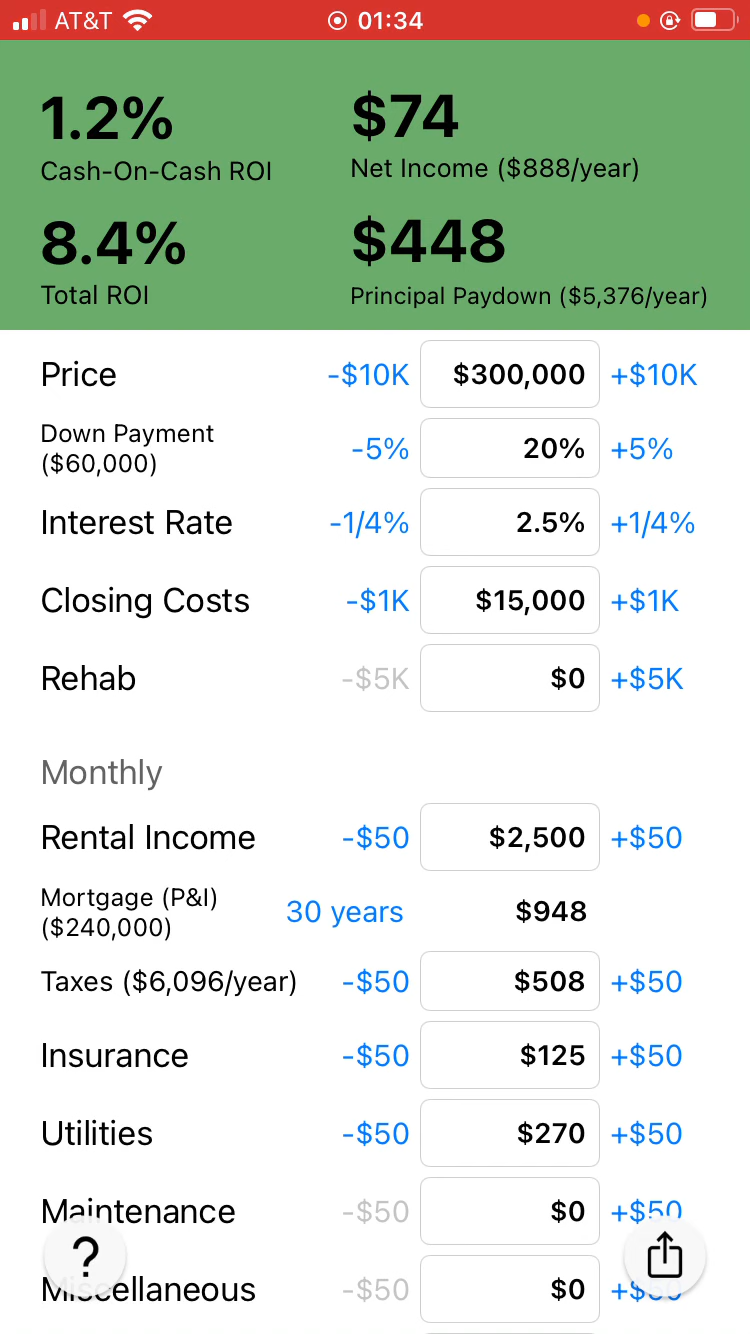 AT&T 01:34
1.2% $74
Cash-On-Cash ROI Net Income ($888/year)
8.4% $448
Total ROI Principal Paydown ($5,376/year)
Price -$10K $300,000 +$10K
Down Payment
($60,000) -5% 20% +5%
Interest Rate -1/4% 2.5% +1/4%
Closing Costs -$1K $15,000 +$1K
Rehab -$5K $0 +$5K
Monthly
Rental Income -$50 $2,500 +$50
Mortgage (P&I)
($240,000) 30 years $948
Taxes ($6,096/year) -$50 $508 +$50
Insurance -$50 $125 +$50
Utilities -$50 $270 +$50
Maintenance -$50 $0 +$50
?
Miscellaneous -$50 $0 +$50